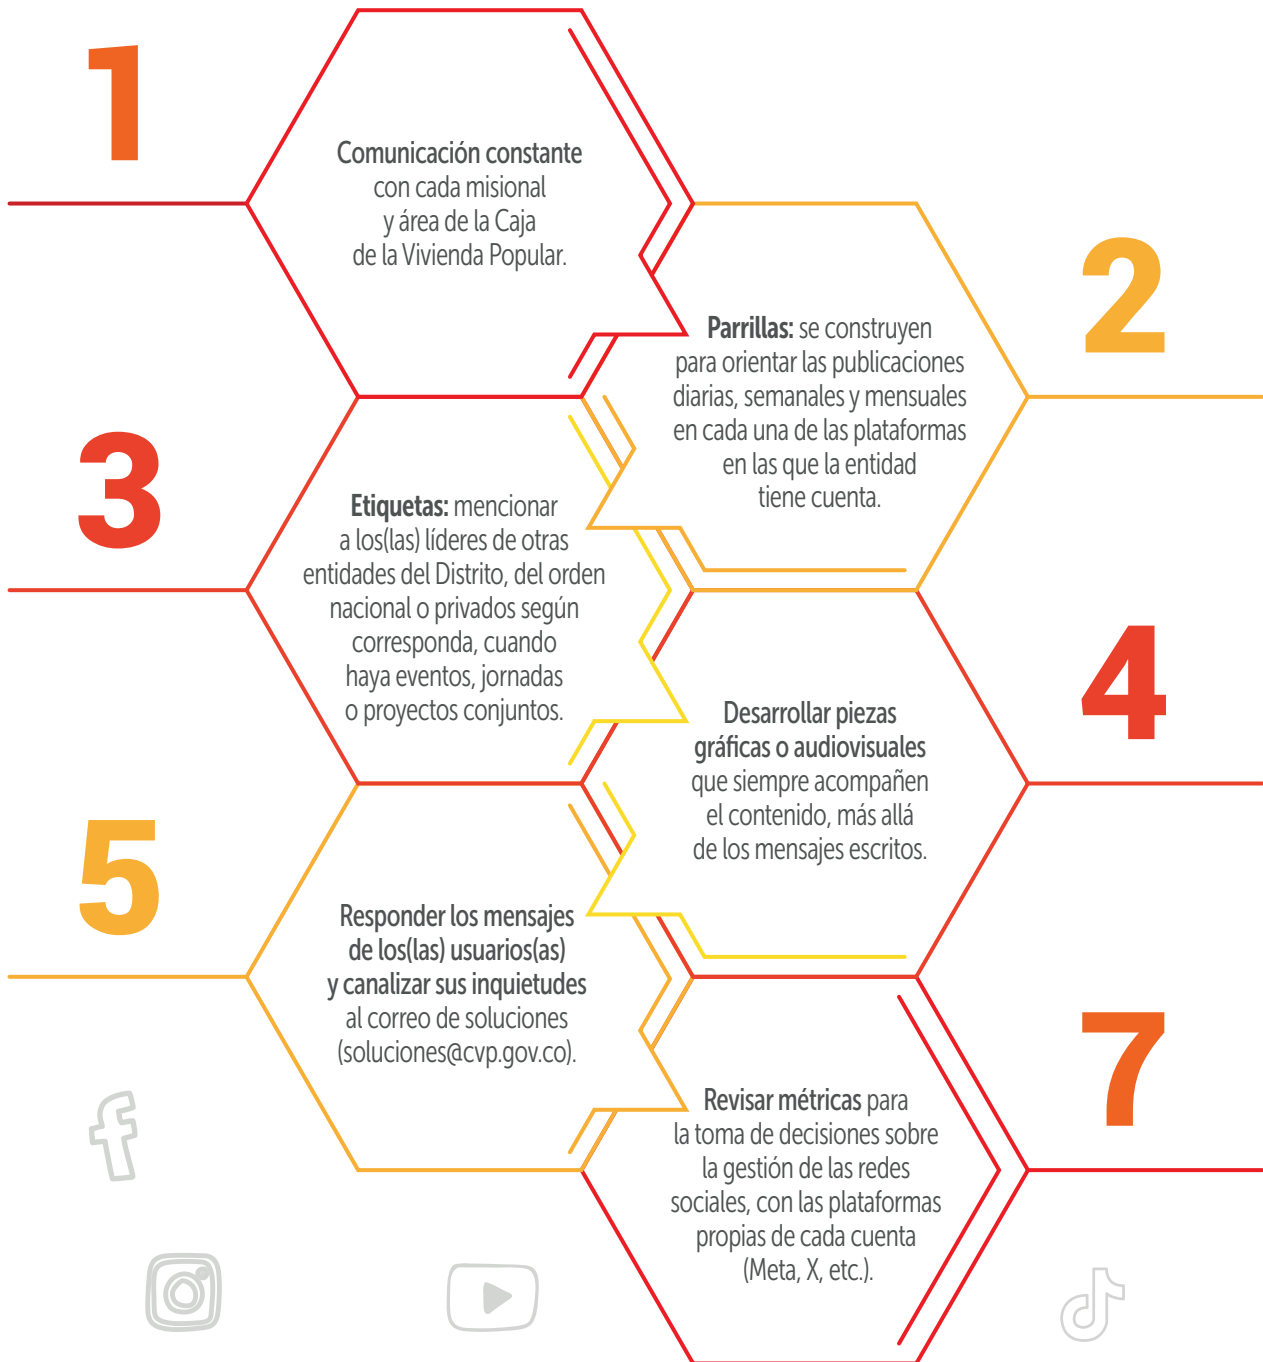 1
Comunicación constante
con cada misional
y área de la Caja
de la Vivienda Popular.
2
Parrillas: se construyen
para orientar las publicaciones
diarias, semanales y mensuales
en cada una de las plataformas
en las que la entidad
tiene cuenta.
3
Etiquetas: mencionar
a los(las) líderes de otras
entidades del Distrito, del orden
nacional o privados según
corresponda, cuando
haya eventos, jornadas
o proyectos conjuntos.
4
Desarrollar piezas
gráficas o audiovisuales
que siempre acompañen
el contenido, más allá
de los mensajes escritos.
5
Responder los mensajes
de los(las) usuarios(as)
y canalizar sus inquietudes
al correo de soluciones
(soluciones@cvp.gov.co).
7
Revisar métricas para
la toma de decisiones sobre
la gestión de las redes
sociales, con las plataformas
propias de cada cuenta
(Meta, X, etc.).